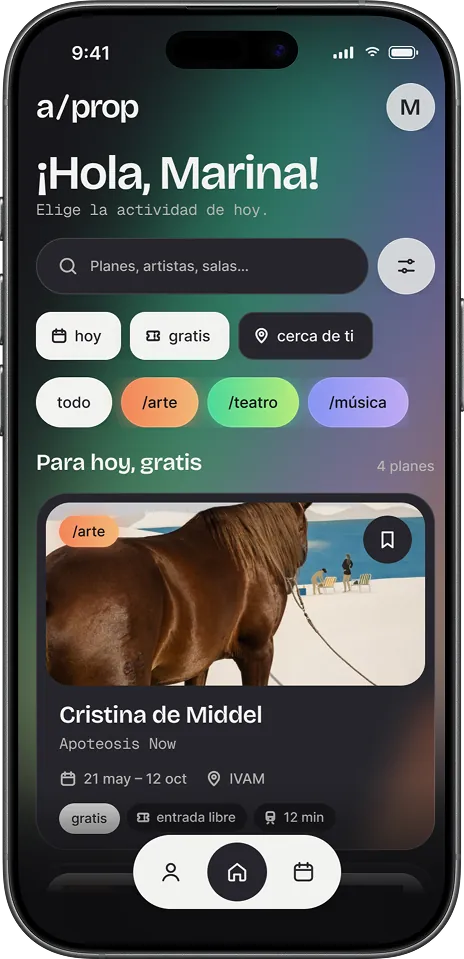 9:41
a/prop
M
¡Hola, Marina!
Elige la actividad de hoy.
Planes, artistas, salas...
hoy gratis cerca de ti
todo /arte /teatro /música
Para hoy, gratis 4 planes
/arte
Cristina de Middel
Apoteosis Now
21 may – 12 oct IVAM
gratis entrada libre 12 min